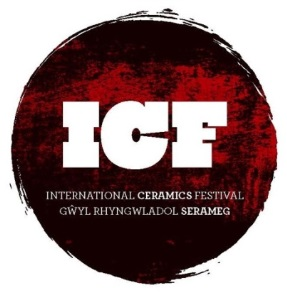 ICF
INTERNATIONAL CERAMICS FESTIVAL
GŴYL RHYNGWLADOL SERAMEG